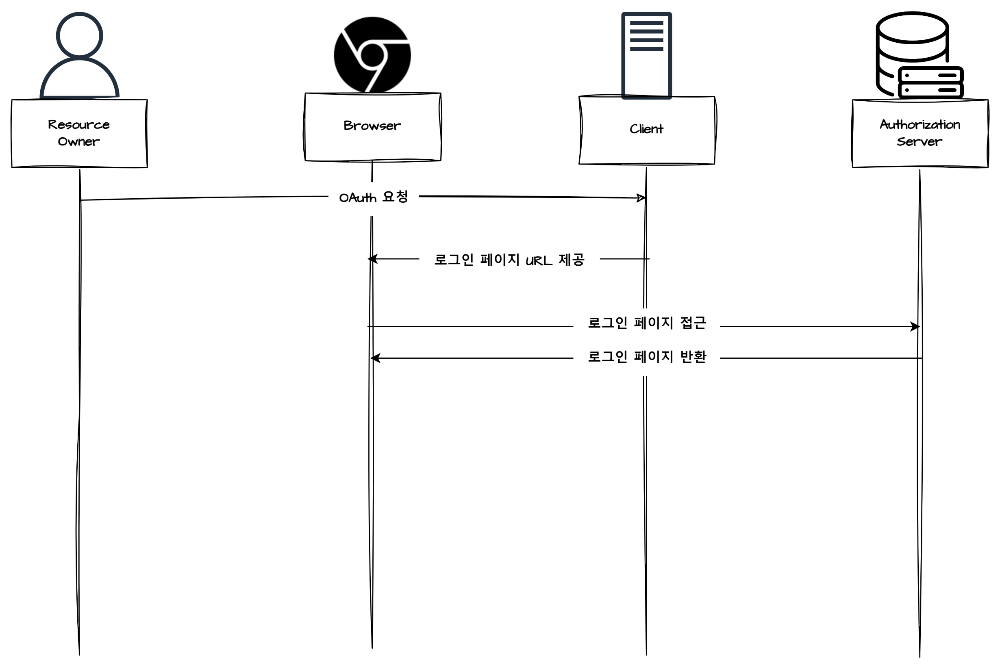 Resource
Owner
Browser
Client
Authorization
Server
OAuth 요청
로그인 페이지 URL 제공
로그인 페이지 접근
로그인 페이지 반환